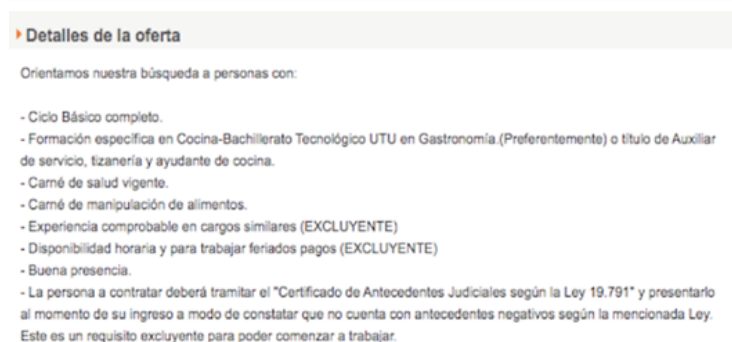 Detalles de la oferta
Orientamos nuestra búsqueda a personas con:
- Ciclo Básico completo.
- Formación específica en Cocina-Bachillerato Tecnológico UTU en Gastronomía.(Preferentemente) o título de Auxiliar
de servicio, tizanería y ayudante de cocina.
- Carné de salud vigente.
- Carné de manipulación de alimentos.
- Experiencia comprobable en cargos similares (EXCLUYENTE)
- Disponibilidad horaria y para trabajar feriados pagos (EXCLUYENTE)
- Buena presencia.
- La persona a contratar deberá tramitar el "Certificado de Antecedentes Judiciales según la Ley 19.791" y presentarlo
al momento de su ingreso a modo de constatar que no cuenta con antecedentes negativos según la mencionada Ley.
Este es un requisito excluyente para poder comenzar a trabajar.